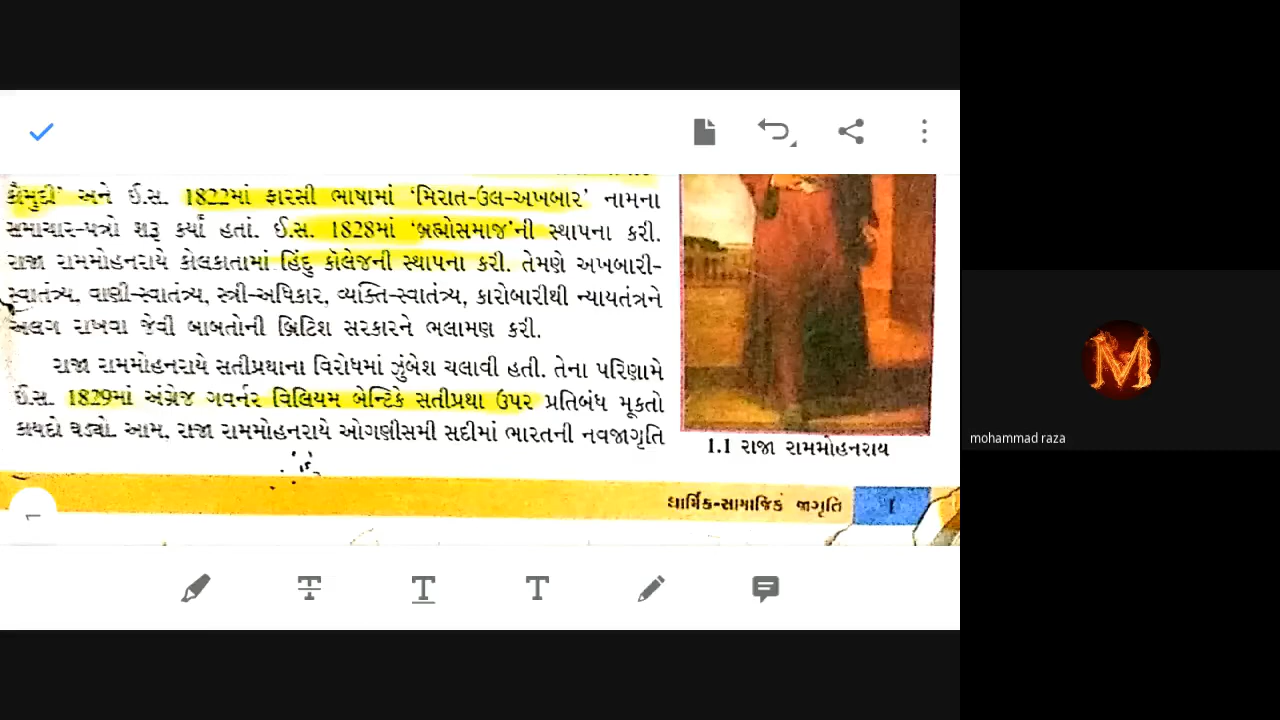 કૌમુદી' અને ઈ.સ. 1822માં ફારસી ભાષામાં 'મિરાત-ઉલ-અખબાર' નામના
સમાચાર-પત્રો શરૂ કર્યાં હતાં. ઈ.સ. 1828માં 'બ્રહ્મોસમાજ'ની સ્થાપના કરી.
રાજા રામમોહનરાયે કોલકાતામાં હિંદુ કૉલેજની સ્થાપના કરી. તેમણે અખબારી-
સ્વાતંત્ર્ય, વાણી-સ્વાતંત્ર્ય, સ્ત્રી-અધિકાર, વ્યક્તિ-સ્વાતંત્ર્ય, કારોબારીથી ન્યાયતંત્રને
અલગ રાખવા જેવી બાબતોની બ્રિટિશ સરકારને ભલામણ કરી.
રાજા રામમોહનરાયે સતીપ્રથાના વિરોધમાં ઝુંબેશ ચલાવી હતી. તેના પરિણામે
ઈ.સ. 1829માં અંગ્રેજ ગવર્નર વિલિયમ બેન્ટિકે સતીપ્રથા ઉપર પ્રતિબંધ મૂકતો
કાયદો ઘડ્યો. આમ, રાજા રામમોહનરાયે ઓગણીસમી સદીમાં ભારતની નવજાગૃતિ
1.1 રાજા રામમોહનરાય
ધાર્મિક-સામાજિક જાગૃતિ 1
mohammad raza